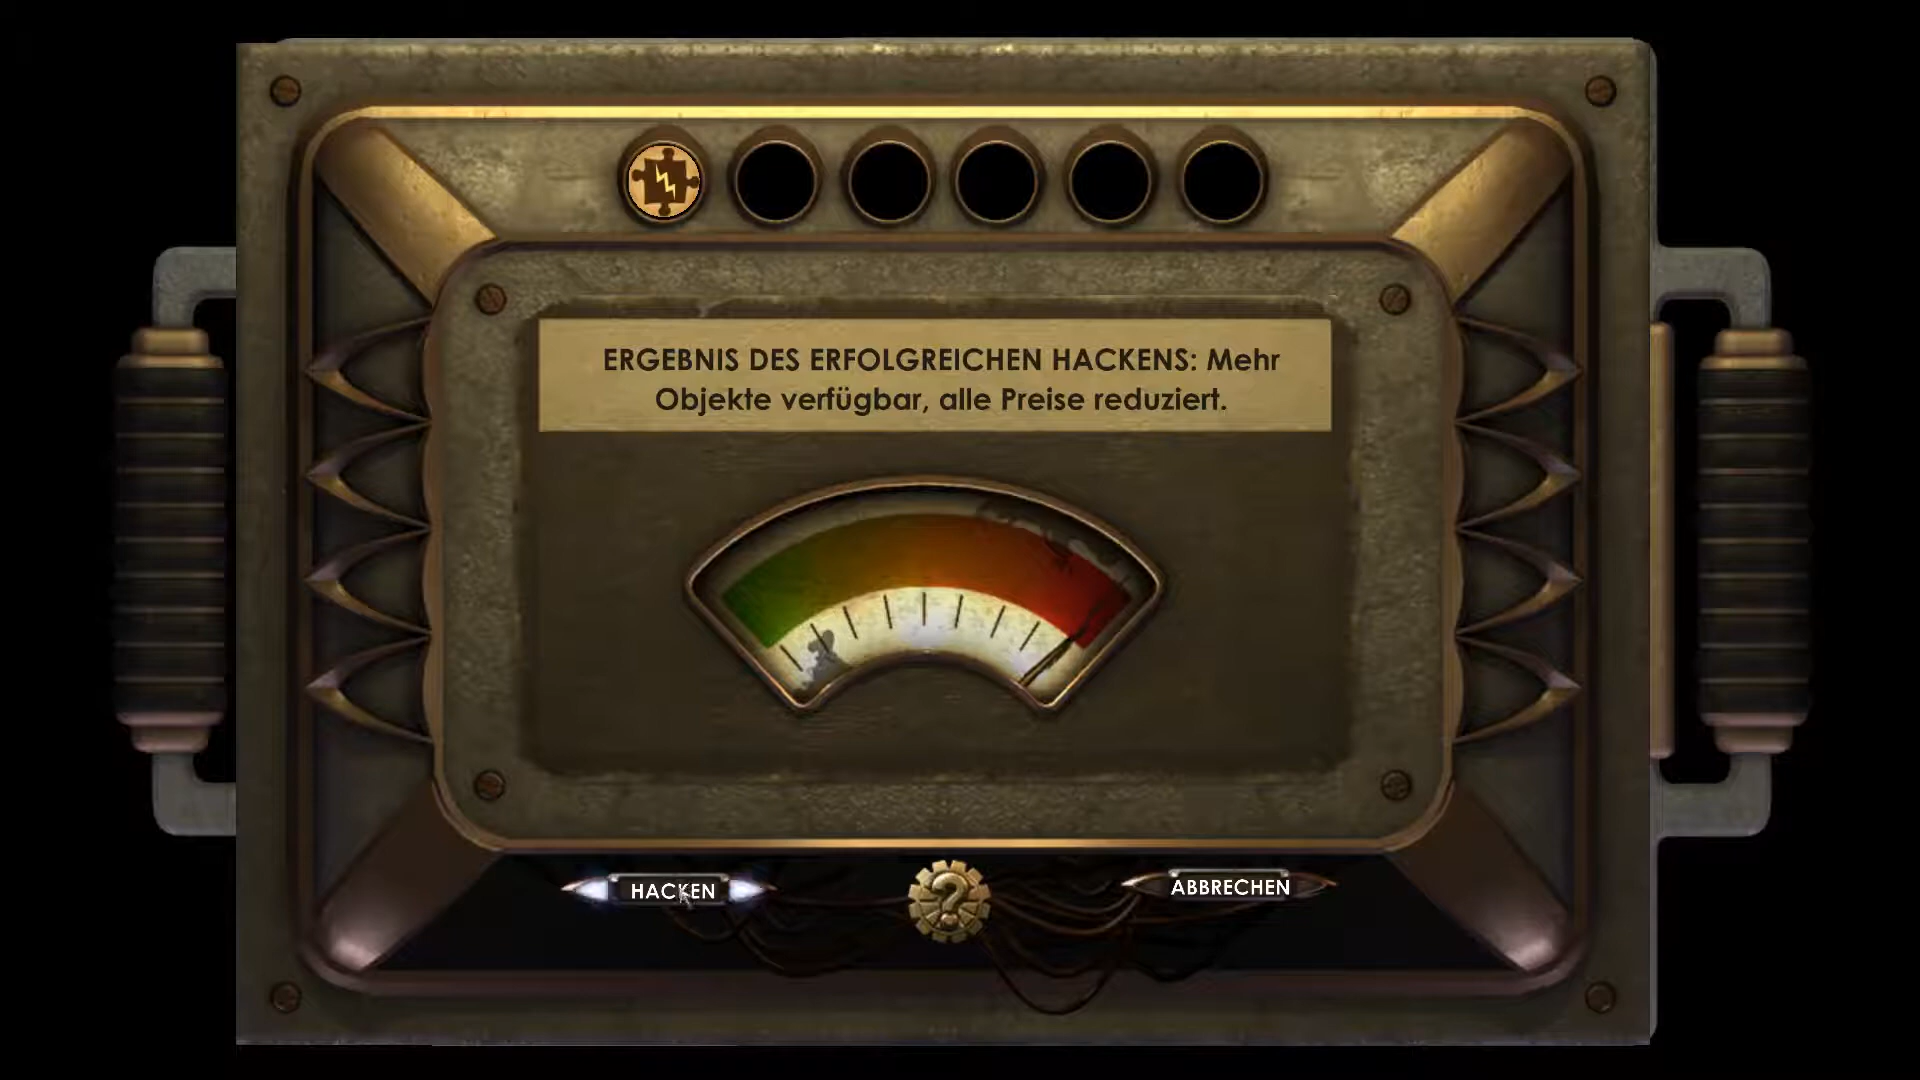 ERGEBNIS DES ERFOLGREICHEN HACKENS: Mehr
Objekte verfügbar, alle Preise reduziert.
HACKEN
?
ABBRECHEN